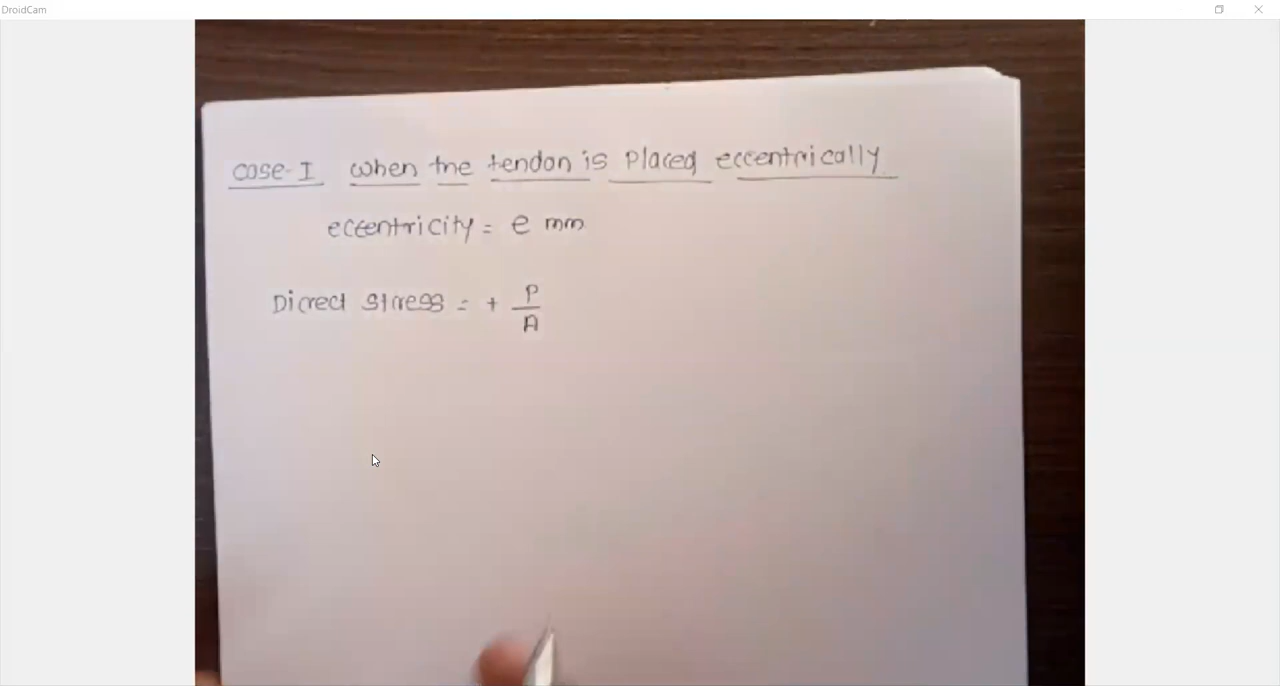 DroidCam
Case-I when the tendon is Placed eccentrically
eccentricity = e mm
Direct stress = + P/A